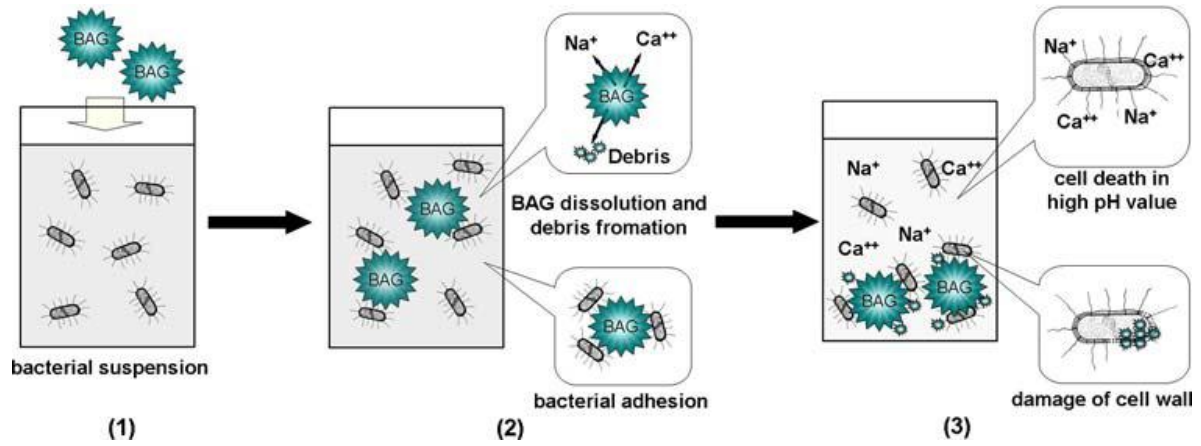 BAG
BAG
bacterial suspension
(1)
Na+
Ca++
BAG
Debris
BAG dissolution and
debris fromation
BAG
BAG
BAG
bacterial adhesion
(2)
Na+
Ca++
Ca++
Na+
cell death in
high pH value
Na+
Ca++
Ca++
Na+
BAG
BAG
damage of cell wall
(3)